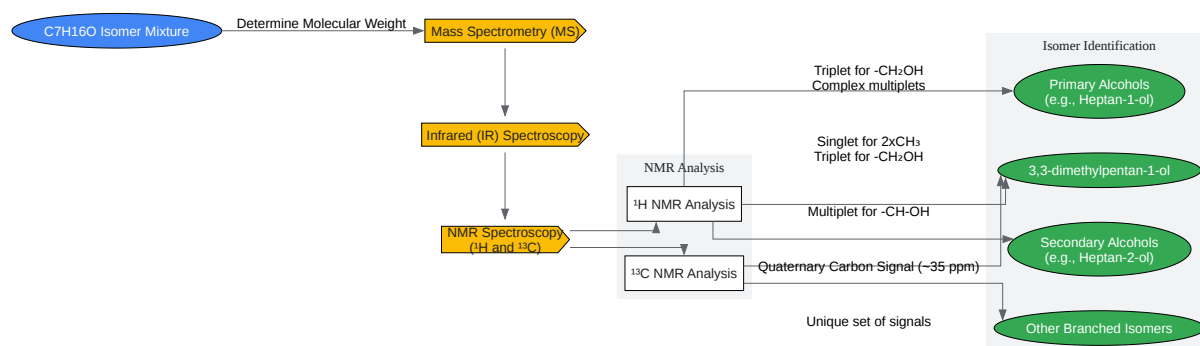 C7H16O Isomer Mixture
Determine Molecular Weight
Mass Spectrometry (MS)
Infrared (IR) Spectroscopy
NMR Spectroscopy
(¹H and ¹³C)
NMR Analysis
¹H NMR Analysis
¹³C NMR Analysis
Triplet for -CH₂OH
Complex multiplets
Singlet for 2xCH₃
Triplet for -CH₂OH
Multiplet for -CH-OH
Quaternary Carbon Signal (~35 ppm)
Unique set of signals
Isomer Identification
Primary Alcohols
(e.g., Heptan-1-ol)
3,3-dimethylpentan-1-ol
Secondary Alcohols
(e.g., Heptan-2-ol)
Other Branched Isomers